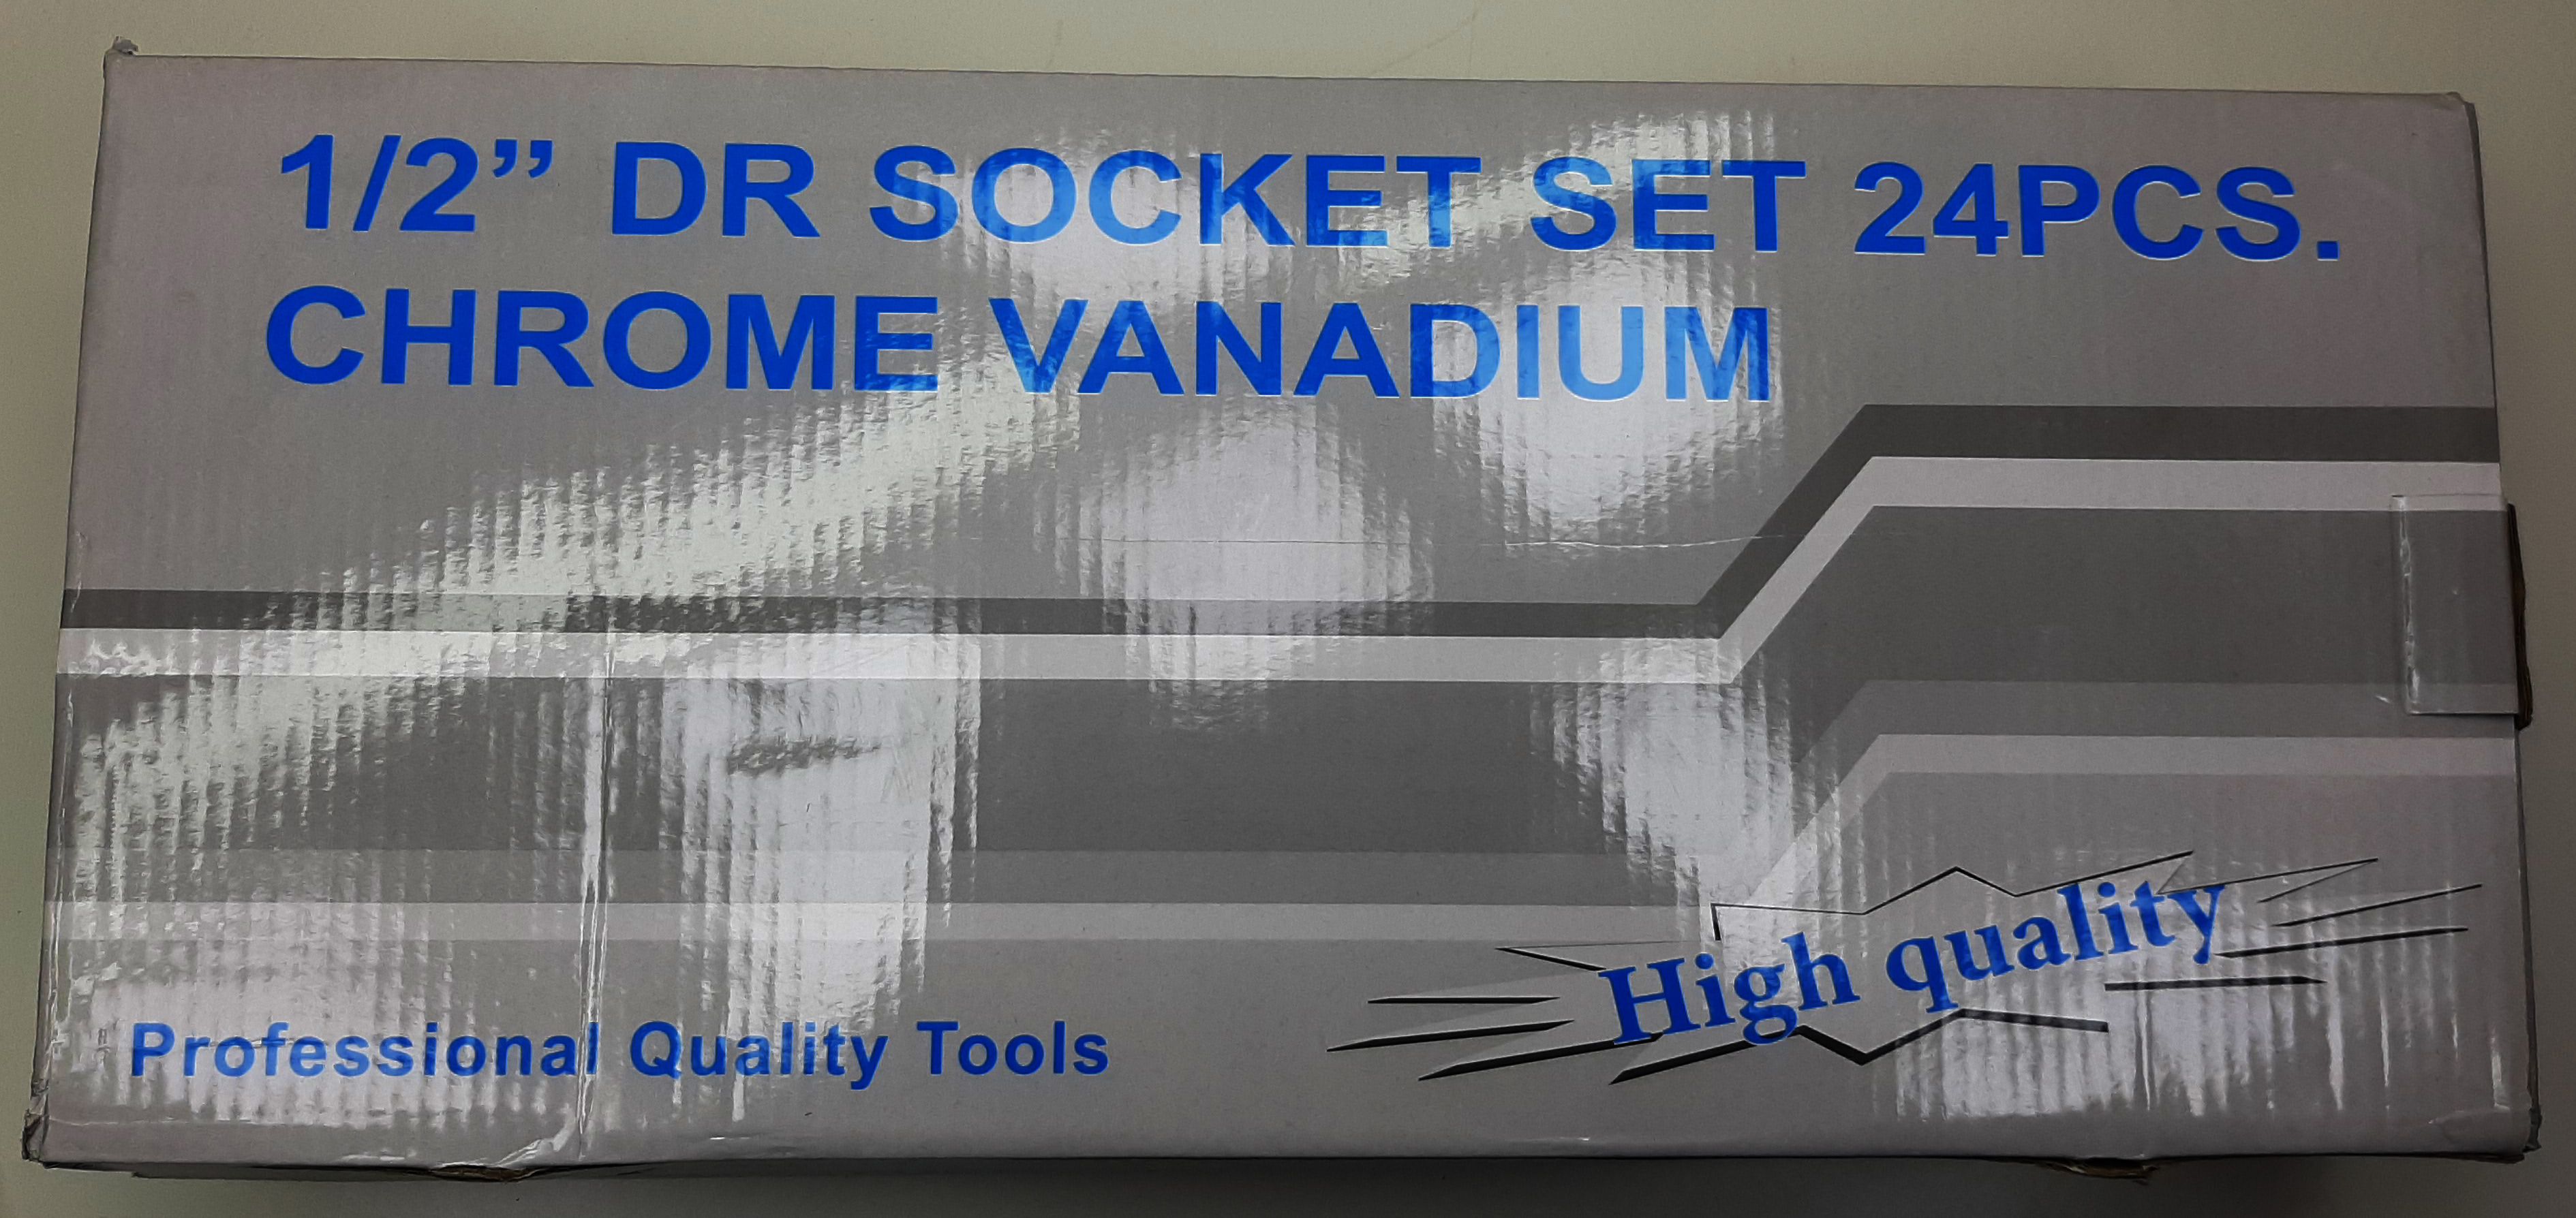 1/2” DR SOCKET SET 24PCS.
CHROME VANADIUM
High quality
Professional Quality Tools